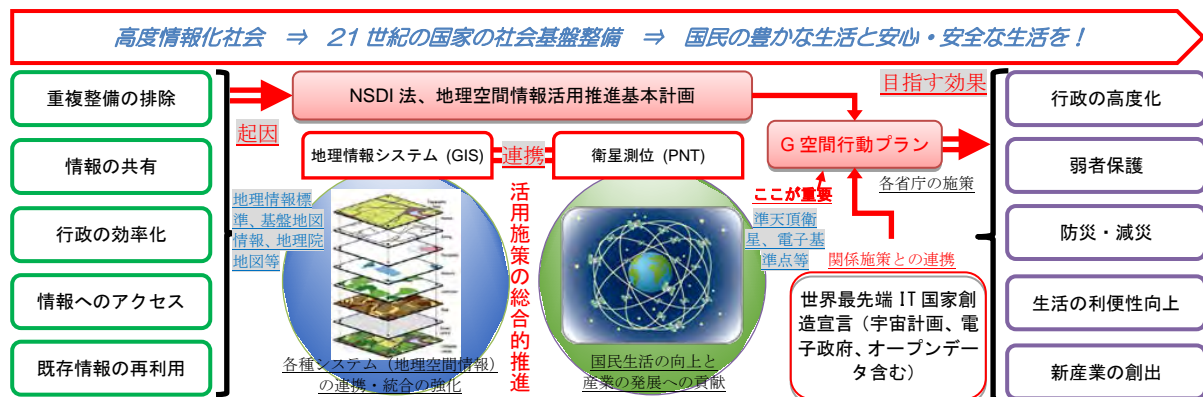 高度情報化社会 ⇒ 21世紀の国家の社会基盤整備 ⇒ 国民の豊かな生活と安心・安全な生活を！
重複整備の排除
情報の共有
行政の効率化
情報へのアクセス
既存情報の再利用
起因
NSDI法、地理空間情報活用推進基本計画
地理情報システム (GIS)
連携
衛星測位 (PNT)
地理情報標
準、基盤地図
情報、地理院
地図等
各種システム（地理空間情報）
の連携・統合の強化
活用施策の総合的推進
国民生活の向上と
産業の発展への貢献
準天頂衛
星、電子基
準点等
ここが重要
G空間行動プラン
各省庁の施策
関係施策との連携
世界最先端IT国家創
造宣言（宇宙計画、電
子政府、オープンデー
タ含む）
目指す効果
行政の高度化
弱者保護
防災・減災
生活の利便性向上
新産業の創出